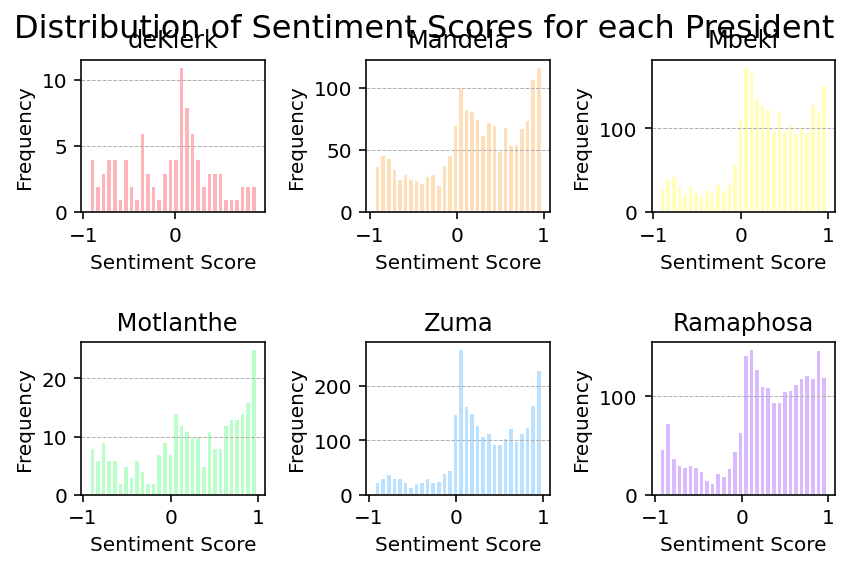 Distribution of Sentiment Scores for each President
deKlerk
Mandela
Mbeki
Frequency
10
5
0
−1
0
Sentiment Score
Frequency
100
50
0
−1
0
1
Sentiment Score
Frequency
100
0
−1
0
1
Sentiment Score
Motlanthe
Zuma
Ramaphosa
Frequency
20
10
0
−1
0
1
Sentiment Score
Frequency
200
100
0
−1
0
1
Sentiment Score
Frequency
100
0
−1
0
1
Sentiment Score